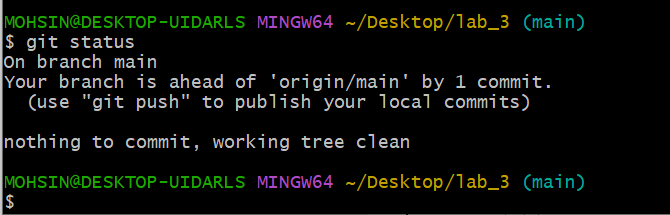 MOHSIN@DESKTOP-UIDARLS MINGW64 ~/Desktop/lab_3 (main)
$ git status
On branch main
Your branch is ahead of 'origin/main' by 1 commit.
  (use "git push" to publish your local commits)

nothing to commit, working tree clean

MOHSIN@DESKTOP-UIDARLS MINGW64 ~/Desktop/lab_3 (main)
$